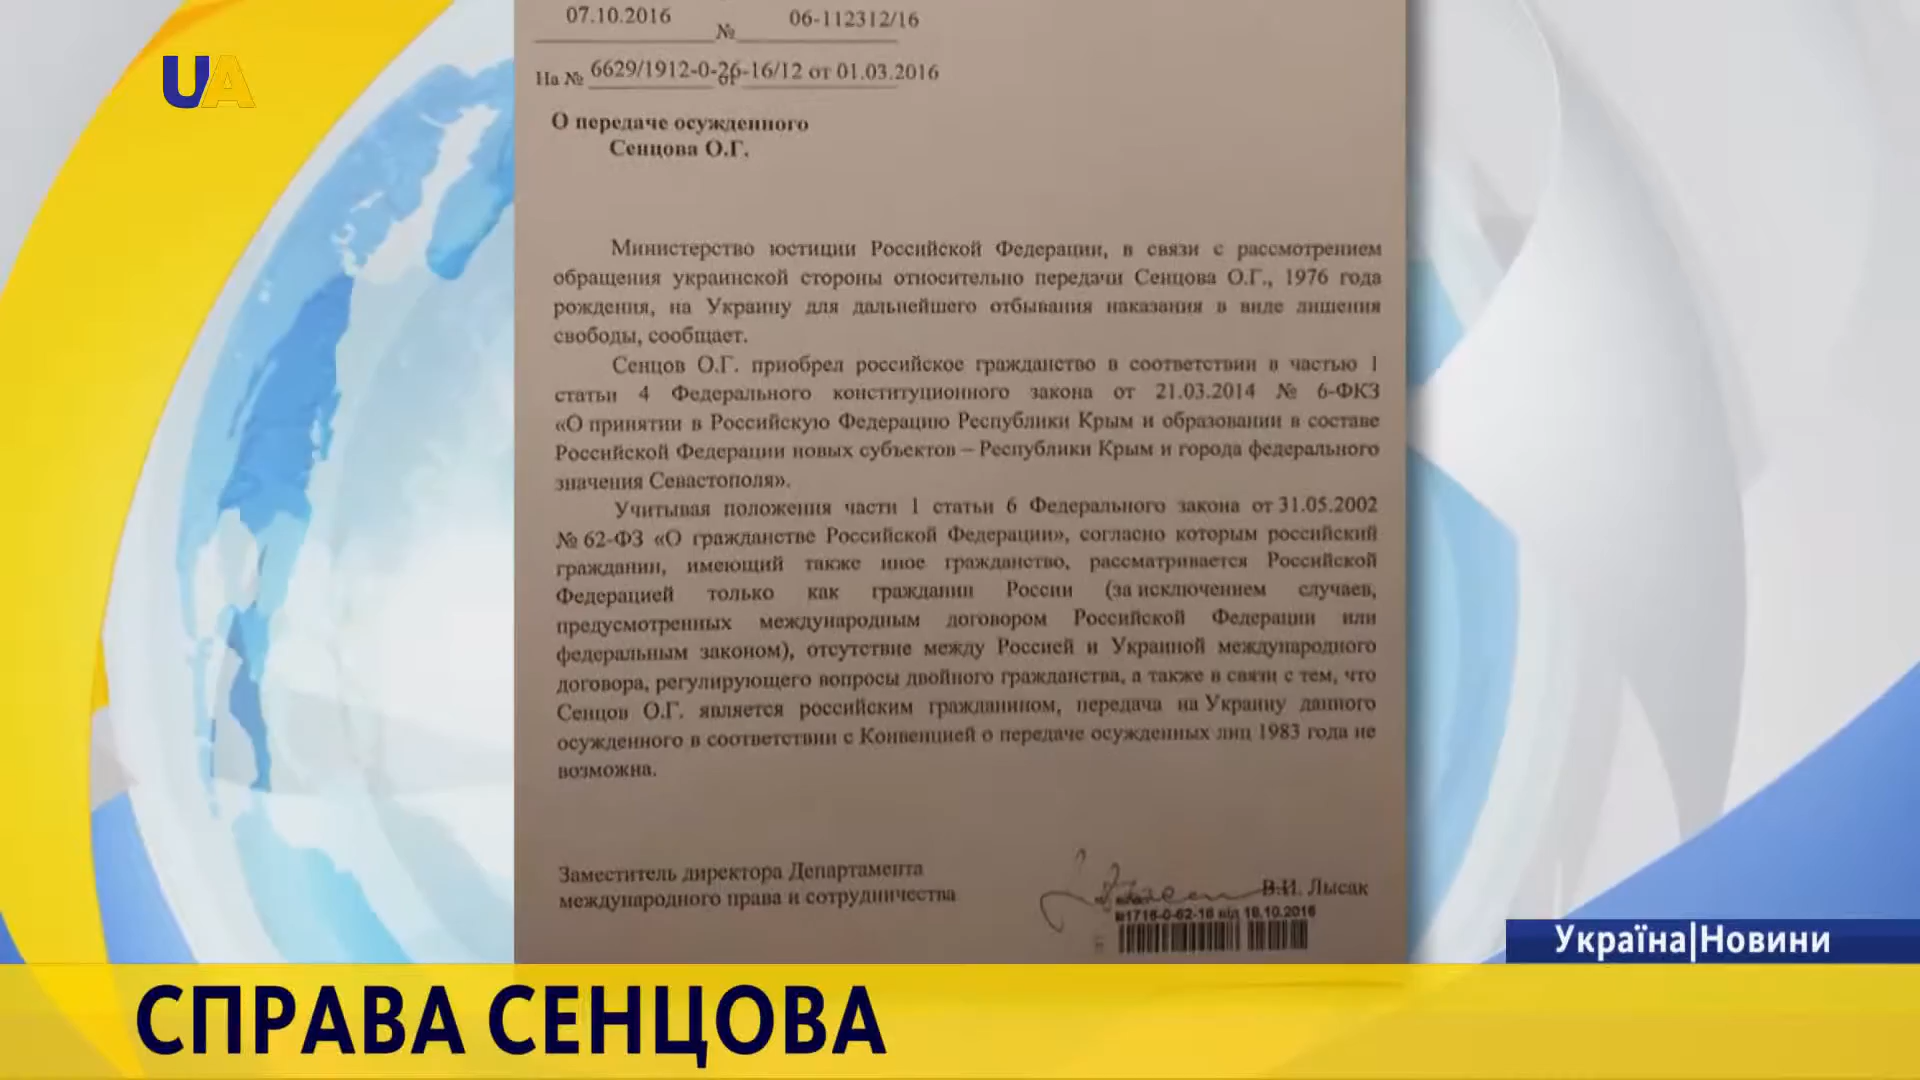 07.10.2016 № 06-112312/16
UA
На № 6629/1912-0-26-16/12 от 01.03.2016
О передаче осужденного
Сенцова О.Г.
Министерство юстиции Российской Федерации, в связи с рассмотрением
обращения украинской стороны относительно передачи Сенцова О.Г., 1976 года
рождения, на Украину для дальнейшего отбывания наказания в виде лишения
свободы, сообщает.
Сенцов О.Г. приобрел российское гражданство в соответствии в частью 1
статьи 4 Федерального конституционного закона от 21.03.2014 № 6-ФКЗ
«О принятии в Российскую Федерацию Республики Крым и образовании в составе
Российской Федерации новых субъектов – Республики Крым и города федерального
значения Севастополя».
Учитывая положения части 1 статьи 6 Федерального закона от 31.05.2002
№ 62-ФЗ «О гражданстве Российской Федерации», согласно которым российский
гражданин, имеющий также иное гражданство, рассматривается Российской
Федерацией только как гражданин России (за исключением случаев,
предусмотренных международным договором Российской Федерации или
федеральным законом), отсутствие между Россией и Украиной международного
договора, регулирующего вопросы двойного гражданства, а также в связи с тем, что
Сенцов О.Г. является российским гражданином, передача на Украину данного
осужденного в соответствии с Конвенцией о передаче осужденных лиц 1983 года не
возможна.
Заместитель директора Департамента
международного права и сотрудничества
В.И. Лысак
від 18.10.2016
Україна|Новини
СПРАВА СЕНЦОВА